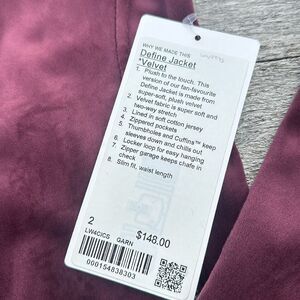 WHY WE MADE THIS
Define Jacket
*Velvet
1. Plush to the touch. This
version of our fan-favourite
Define Jacket is made from
super-soft, plush velvet
2. Velvet fabric is super soft and
two-way stretch
3. Lined in soft cotton jersey
4. Zippered pockets
5. Thumbholes and Cuffins™ keep
sleeves down and chills out
6. Locker loop for easy hanging
7. Zipper garage keeps chafe in
check
8. Slim fit, waist length
2 $148.00
LW4CICS GARN
000154838303